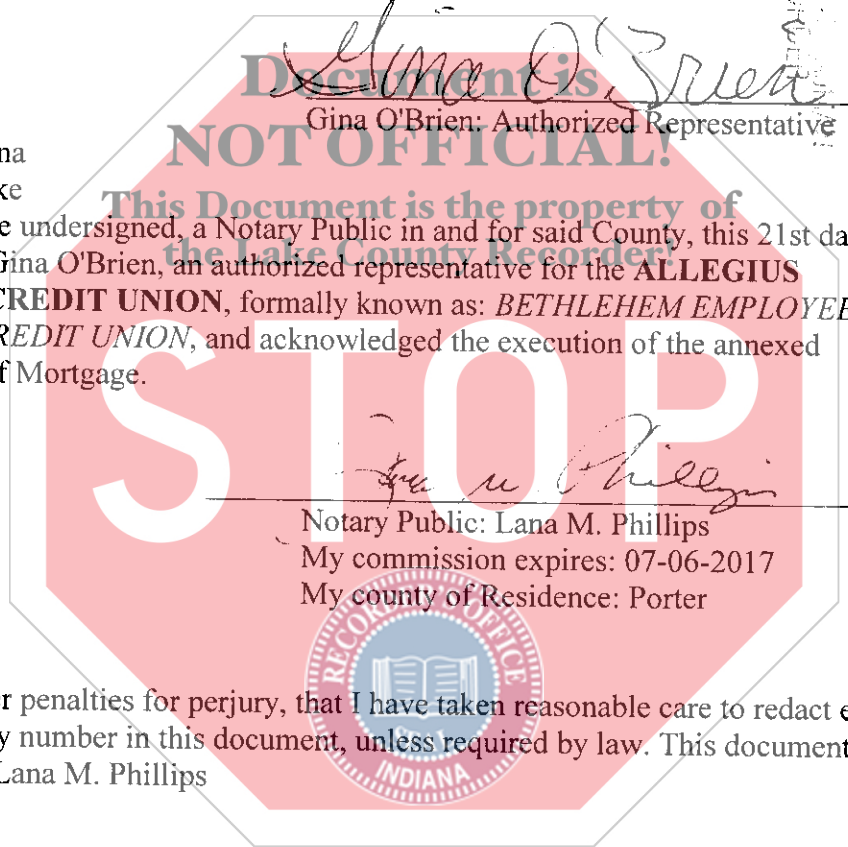 Gina O'Brien
Document is
Gina O'Brien: Authorized Representative
NOT OFFICIAL!
na
ke
This Document is the property of
e undersigned, a Notary Public in and for said County, this 21st da
the Lake County Recorder!
Gina O'Brien, an authorized representative for the ALLEGIUS
CREDIT UNION, formally known as: BETHLEHEM EMPLOYEE
REDIT UNION, and acknowledged the execution of the annexed
f Mortgage.
STOP
Phillips
Notary Public: Lana M. Phillips
My commission expires: 07-06-2017
My county of Residence: Porter
RECORDER'S OFFICE
r penalties for perjury, that I have taken reasonable care to redact e
y number in this document, unless required by law. This document
SEAL
INDIANA
Lana M. Phillips